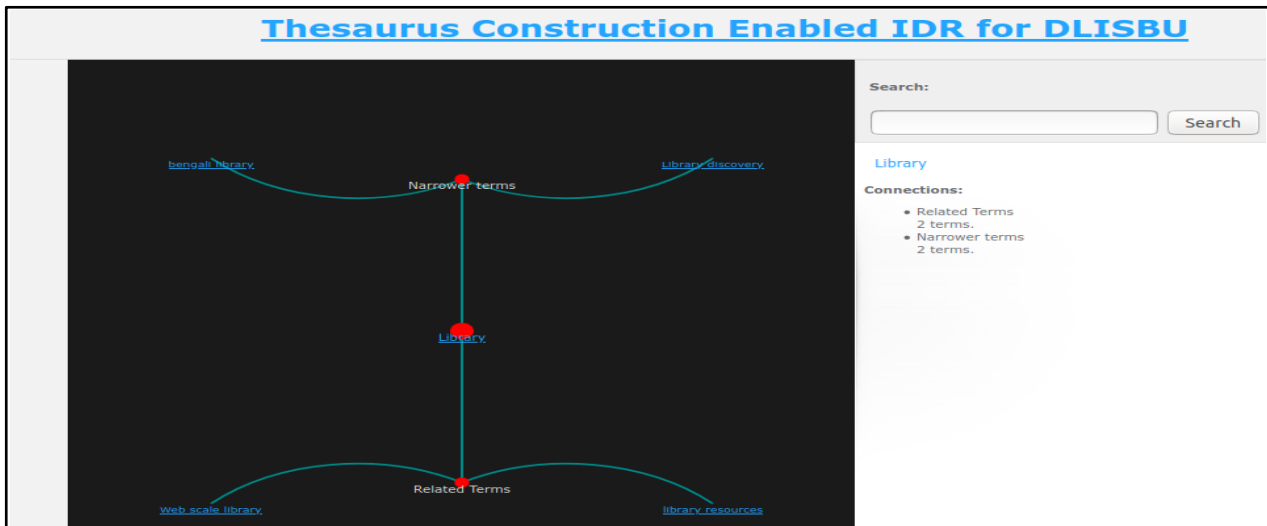 Thesaurus Construction Enabled IDR for DLISBU
bengali library
Library discovery
Narrower terms
Library
Related Terms
Web scale library
library resources
Search:
Search
Library
Connections:
Related Terms
2 terms.
Narrower terms
2 terms.